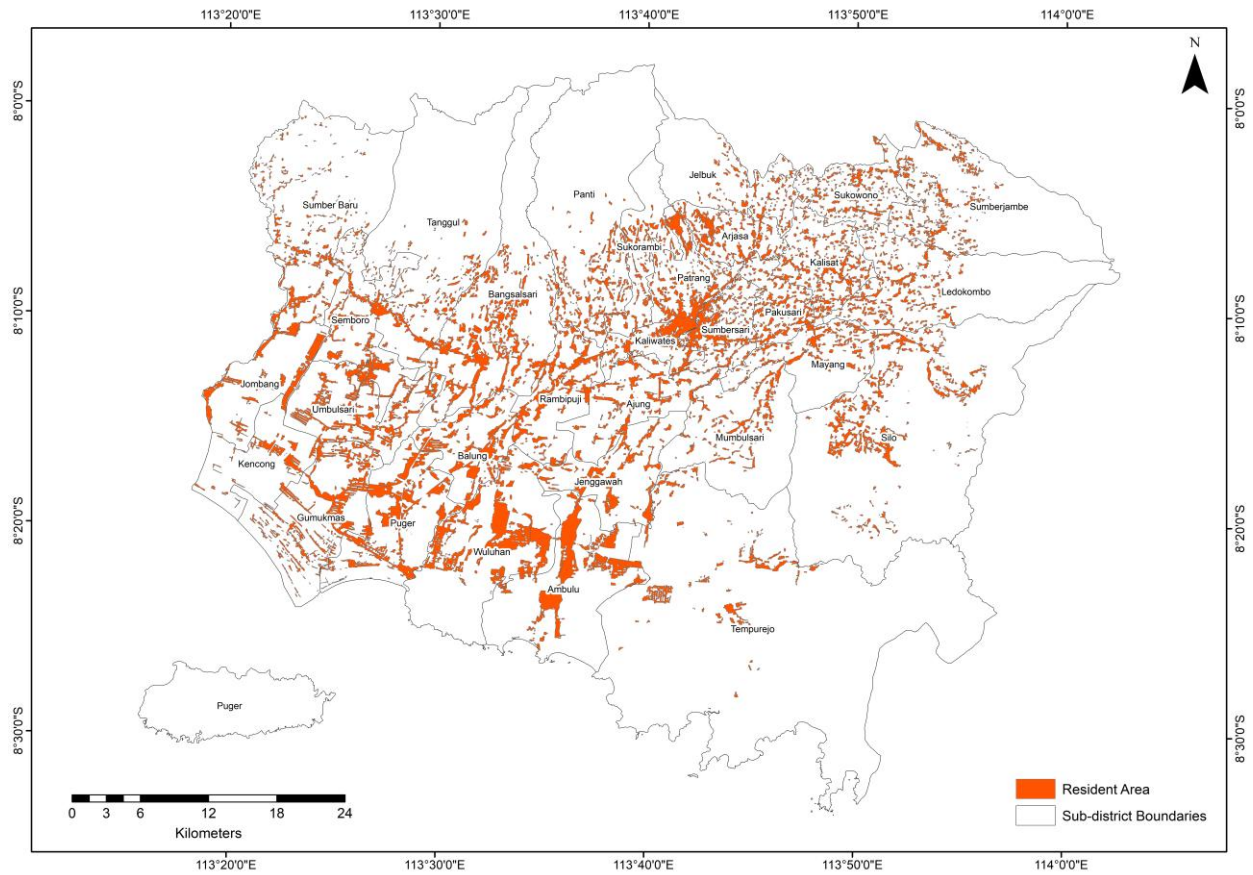 113°20'0"E
113°30'0"E
113°40'0"E
113°50'0"E
114°0'0"E
N
8°0'0"S
8°0'0"S
Jelbuk
Panti
Sukowono
Sumber Baru
Sumberjambe
Tanggul
Arjasa
Sukorambi
Kalisat
Patrang
Ledokombo
Bangsalsari
8°10'0"S
8°10'0"S
Semboro
Pakusari
Sumbersari
Kaliwates
Mayang
Jombang
Rambipuji
Ajung
Umbulsari
Mumbulsari
Silo
Balung
Kencong
Jenggawah
Gumukmas
Puger
8°20'0"S
8°20'0"S
Wuluhan
Ambulu
Tempurejo
Puger
8°30'0"S
8°30'0"S
Resident Area
Sub-district Boundaries
0 3 6 12 18 24
Kilometers
113°20'0"E
113°30'0"E
113°40'0"E
113°50'0"E
114°0'0"E